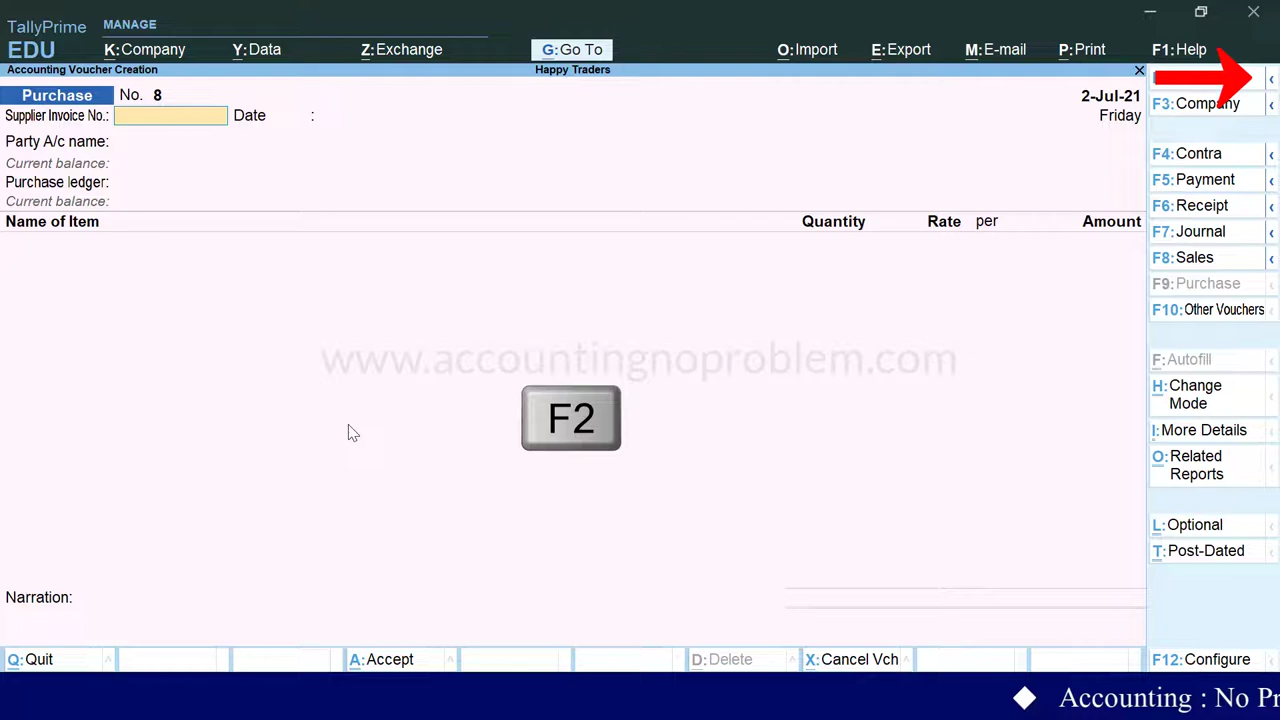 TallyPrime MANAGE
EDU K:Company Y:Data Z:Exchange G:Go To O:Import E:Export M:E-mail P:Print F1:Help
Accounting Voucher Creation Happy Traders ×
Purchase No. 8 2-Jul-21
Supplier Invoice No.: Date : Friday
Party A/c name:
Current balance:
Purchase ledger:
Current balance:
Name of Item Quantity Rate per Amount
www.accountingnoproblem.com
F2
Narration:
F3:Company
F4:Contra
F5:Payment
F6:Receipt
F7:Journal
F8:Sales
F9:Purchase
F10:Other Vouchers
F:Autofill
H:Change
Mode
I:More Details
O:Related
Reports
L:Optional
T:Post-Dated
Q:Quit A:Accept D:Delete X:Cancel Vch F12:Configure
◆ Accounting : No Pr